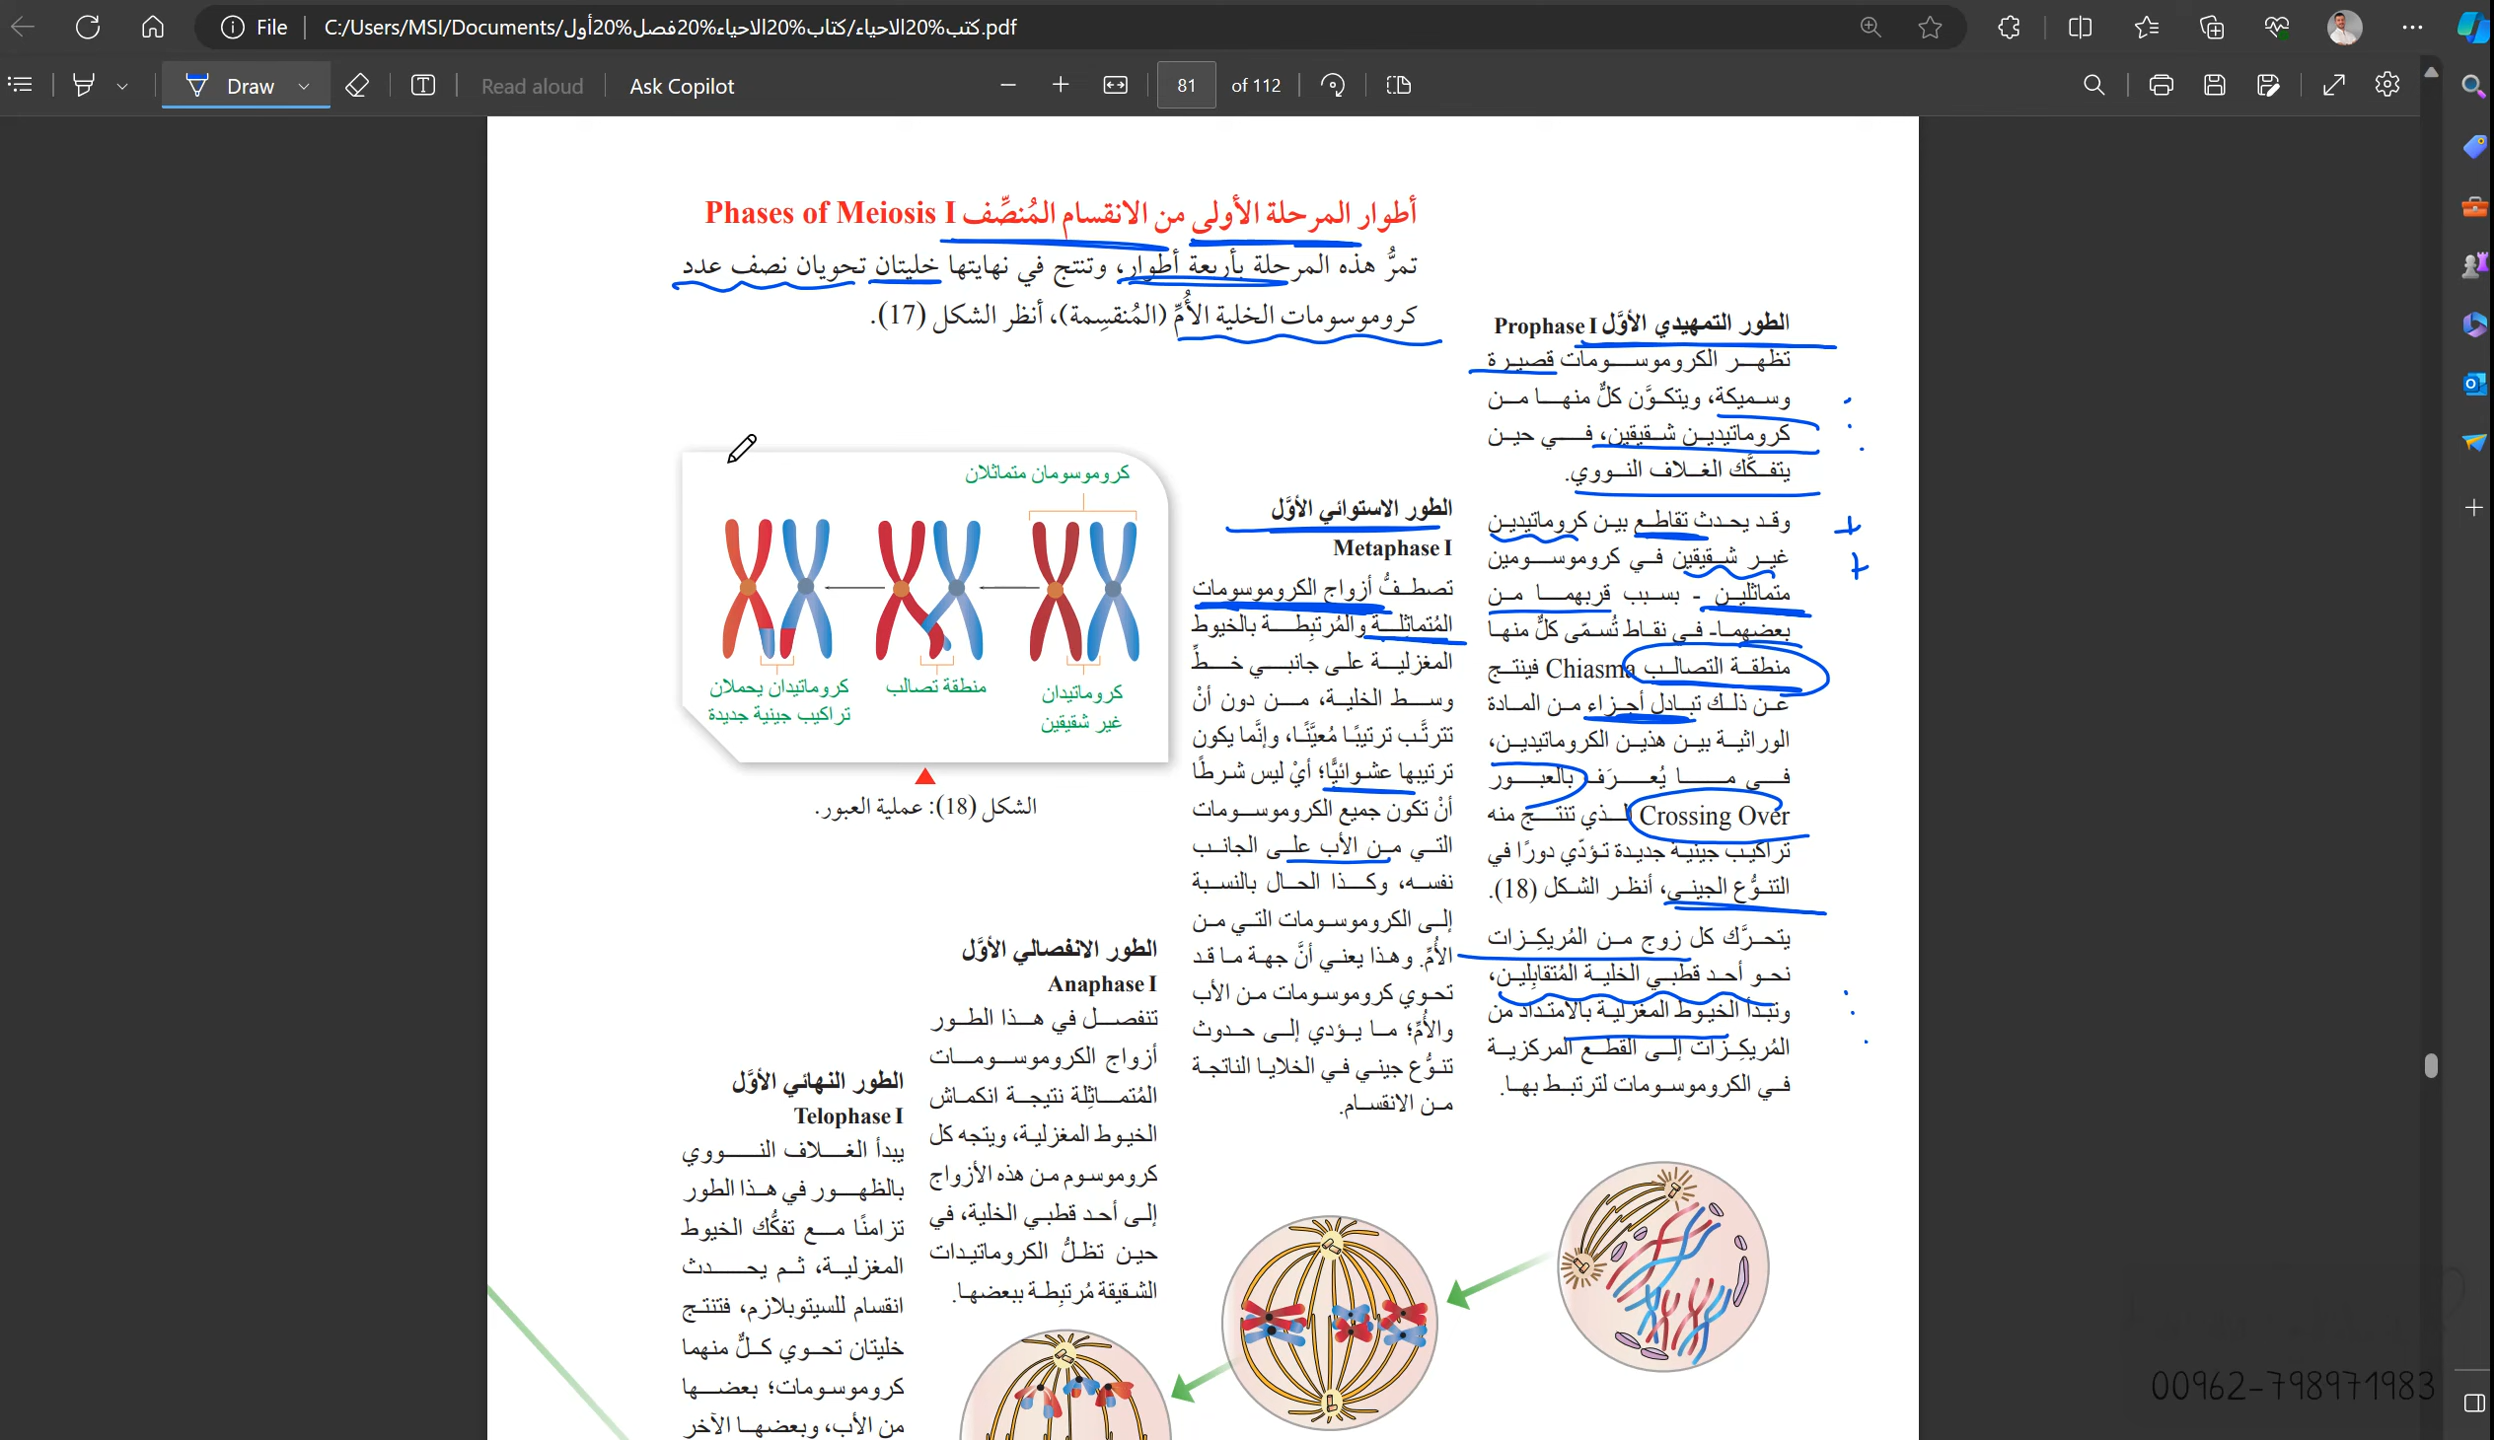 File
C:/Users/MSI/Documents/كتب%20الاحياء/كتاب%20الاحياء%20فصل%20أول.pdf
Draw
Read aloud
Ask Copilot
81
of 112
أطوار المرحلة الأولى من الانقسام المُنصِّف Phases of Meiosis I
تمرُّ هذه المرحلة بأربعة أطوار، وتنتج في نهايتها خليتان تحويان نصف عدد
كروموسومات الخلية الأُمِّ (المُنقسِمة)، أنظر الشكل (17).
الطور التمهيدي الأوَّل Prophase I
تظهر الكروموسومات قصيرة
وسميكة، ويتكوَّن كلٌّ منها من
كروماتيدين شقيقين، في حين
يتفكَّك الغلاف النووي.
وقد يحدث تقاطع بين كروماتيدين
غير شقيقين في كروموسومين
متماثلين - بسبب قربهما من
بعضهما- في نقاط تُسمّى كلٌّ منها
منطقة التصالب Chiasma فينتج
عن ذلك تبادل أجزاء من المادة
الوراثية بين هذين الكروماتيدين،
في ما يُعرَف بالعبور
Crossing Over الذي تنتج منه
تراكيب جينية جديدة تؤدّي دورًا في
التنوُّع الجيني، أنظر الشكل (18).
يتحرَّك كل زوج من المُريكِزات
نحو أحد قطبي الخلية المُتقابِلين،
وتبدأ الخيوط المغزلية بالامتداد من
المُريكِزات إلى القطع المركزية
في الكروموسومات لترتبط بها.
الطور الاستوائي الأوَّل
Metaphase I
تصطفُّ أزواج الكروموسومات
المُتماثِلة والمُرتبِطة بالخيوط
المغزلية على جانبي خطِّ
وسط الخلية، من دون أنْ
تترتَّب ترتيبًا مُعيَّنًا، وإنَّما يكون
ترتيبها عشوائيًّا؛ أيْ ليس شرطًا
أنْ تكون جميع الكروموسومات
التي من الأب على الجانب
نفسه، وكذا الحال بالنسبة
إلى الكروموسومات التي من
الأُمِّ. وهذا يعني أنَّ جهة ما قد
تحوي كروموسومات من الأب
والأُمِّ؛ ما يؤدي إلى حدوث
تنوُّع جيني في الخلايا الناتجة
من الانقسام.
كروموسومان متماثلان
كروماتيدان
غير شقيقين
منطقة تصالب
كروماتيدان يحملان
تراكيب جينية جديدة
الشكل (18): عملية العبور.
الطور الانفصالي الأوَّل
Anaphase I
تنفصل في هذا الطور
أزواج الكروموسومات
المُتماثِلة نتيجة انكماش
الخيوط المغزلية، ويتجه كل
كروموسوم من هذه الأزواج
إلى أحد قطبي الخلية، في
حين تظلُّ الكروماتيدات
الشقيقة مُرتبِطة ببعضها.
الطور النهائي الأوَّل
Telophase I
يبدأ الغلاف النووي
بالظهور في هذا الطور
تزامنًا مع تفكُّك الخيوط
المغزلية، ثم يحدث
انقسام للسيتوبلازم، فتنتج
خليتان تحوي كلٌّ منهما
كروموسومات؛ بعضها
من الأب، وبعضها الآخر
00962-798971983